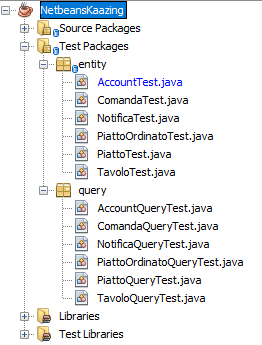 NetbeansKaazing
Source Packages
Test Packages
entity
AccountTest.java
ComandaTest.java
NotificaTest.java
PiattoOrdinatoTest.java
PiattoTest.java
TavoloTest.java
query
AccountQueryTest.java
ComandaQueryTest.java
NotificaQueryTest.java
PiattoOrdinatoQueryTest.java
PiattoQueryTest.java
TavoloQueryTest.java
Libraries
Test Libraries